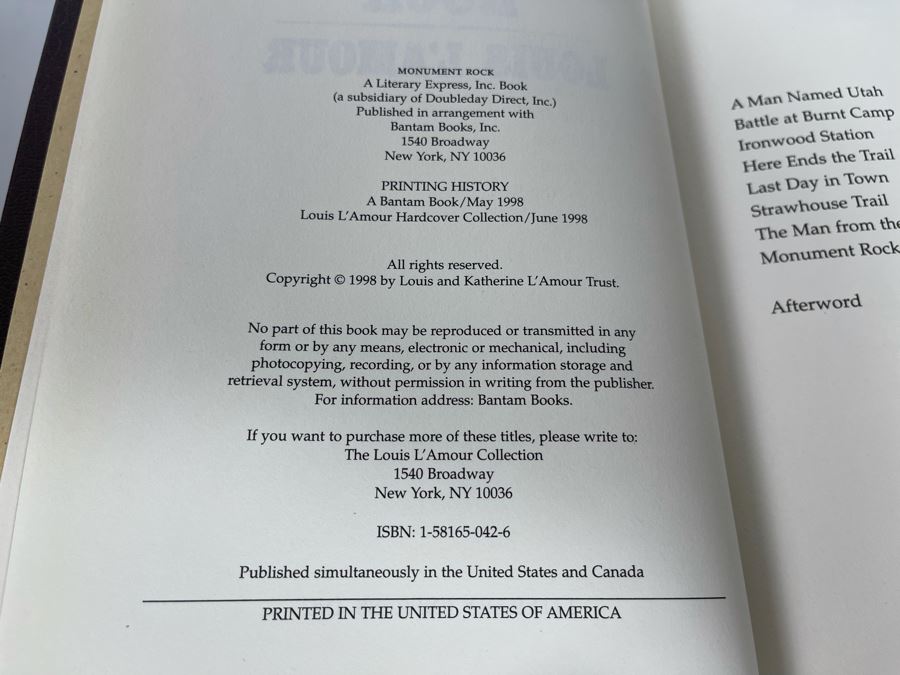 MONUMENT ROCK
A Literary Express, Inc. Book
(a subsidiary of Doubleday Direct, Inc.)
Published in arrangement with
Bantam Books, Inc.
1540 Broadway
New York, NY 10036
PRINTING HISTORY
A Bantam Book/May 1998
Louis L'Amour Hardcover Collection/June 1998
All rights reserved.
Copyright © 1998 by Louis and Katherine L'Amour Trust.
No part of this book may be reproduced or transmitted in any
form or by any means, electronic or mechanical, including
photocopying, recording, or by any information storage and
retrieval system, without permission in writing from the publisher.
For information address: Bantam Books.
If you want to purchase more of these titles, please write to:
The Louis L'Amour Collection
1540 Broadway
New York, NY 10036
ISBN: 1-58165-042-6
Published simultaneously in the United States and Canada
PRINTED IN THE UNITED STATES OF AMERICA
A Man Named Utah
Battle at Burnt Camp
Ironwood Station
Here Ends the Trail
Last Day in Town
Strawhouse Trail
The Man from the
Monument Rock
Afterword